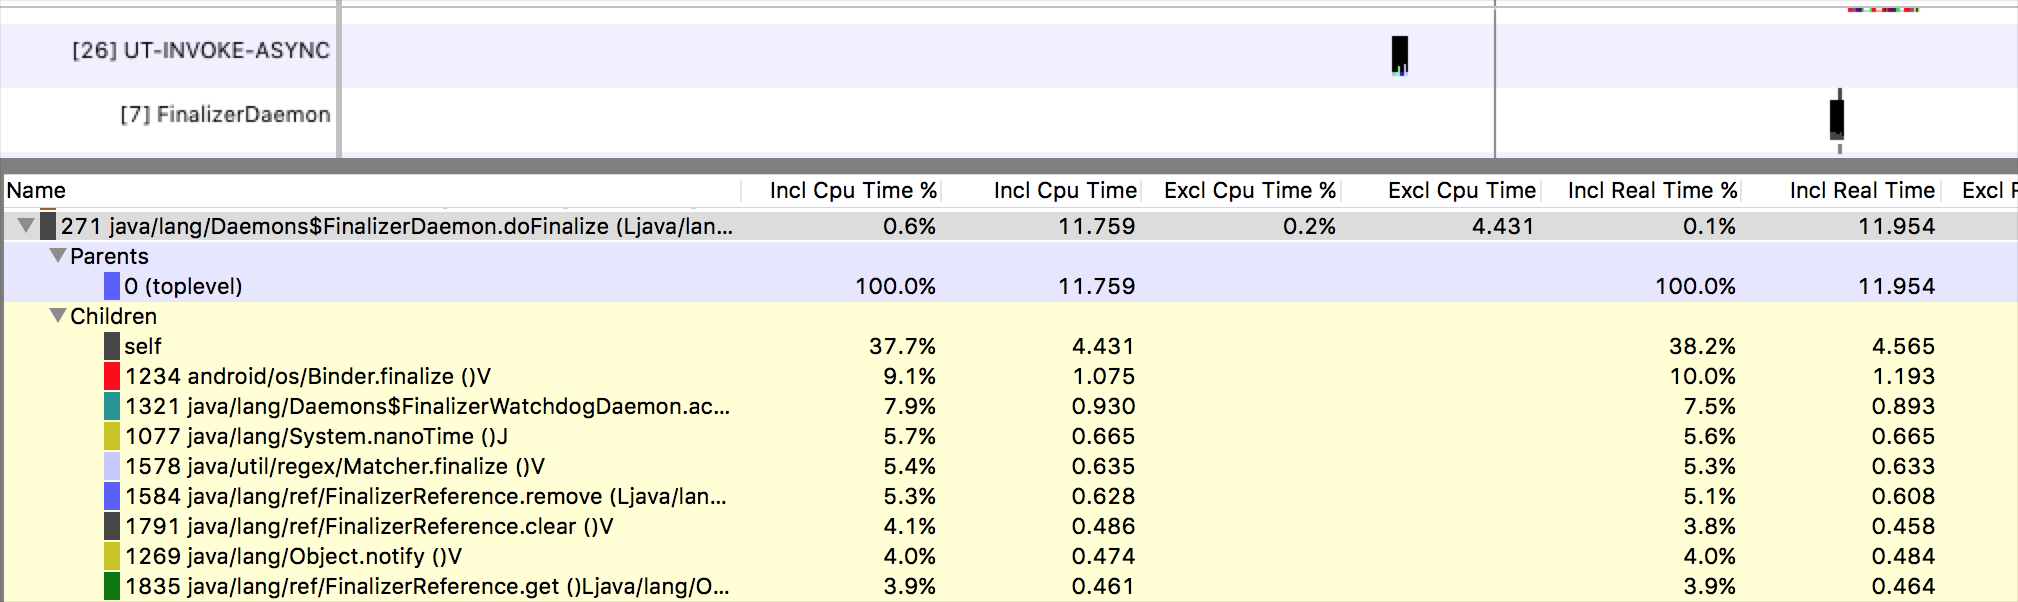 [26] UT-INVOKE-ASYNC
[7] FinalizerDaemon
Name Incl Cpu Time % Incl Cpu Time Excl Cpu Time % Excl Cpu Time Incl Real Time % Incl Real Time Excl F
271 java/lang/Daemons$FinalizerDaemon.doFinalize (Ljava/lan... 0.6% 11.759 0.2% 4.431 0.1% 11.954
Parents
0 (toplevel) 100.0% 11.759 100.0% 11.954
Children
self 37.7% 4.431 38.2% 4.565
1234 android/os/Binder.finalize ()V 9.1% 1.075 10.0% 1.193
1321 java/lang/Daemons$FinalizerWatchdogDaemon.ac... 7.9% 0.930 7.5% 0.893
1077 java/lang/System.nanoTime ()J 5.7% 0.665 5.6% 0.665
1578 java/util/regex/Matcher.finalize ()V 5.4% 0.635 5.3% 0.633
1584 java/lang/ref/FinalizerReference.remove (Ljava/lan... 5.3% 0.628 5.1% 0.608
1791 java/lang/ref/FinalizerReference.clear ()V 4.1% 0.486 3.8% 0.458
1269 java/lang/Object.notify ()V 4.0% 0.474 4.0% 0.484
1835 java/lang/ref/FinalizerReference.get ()Ljava/lang/O... 3.9% 0.461 3.9% 0.464